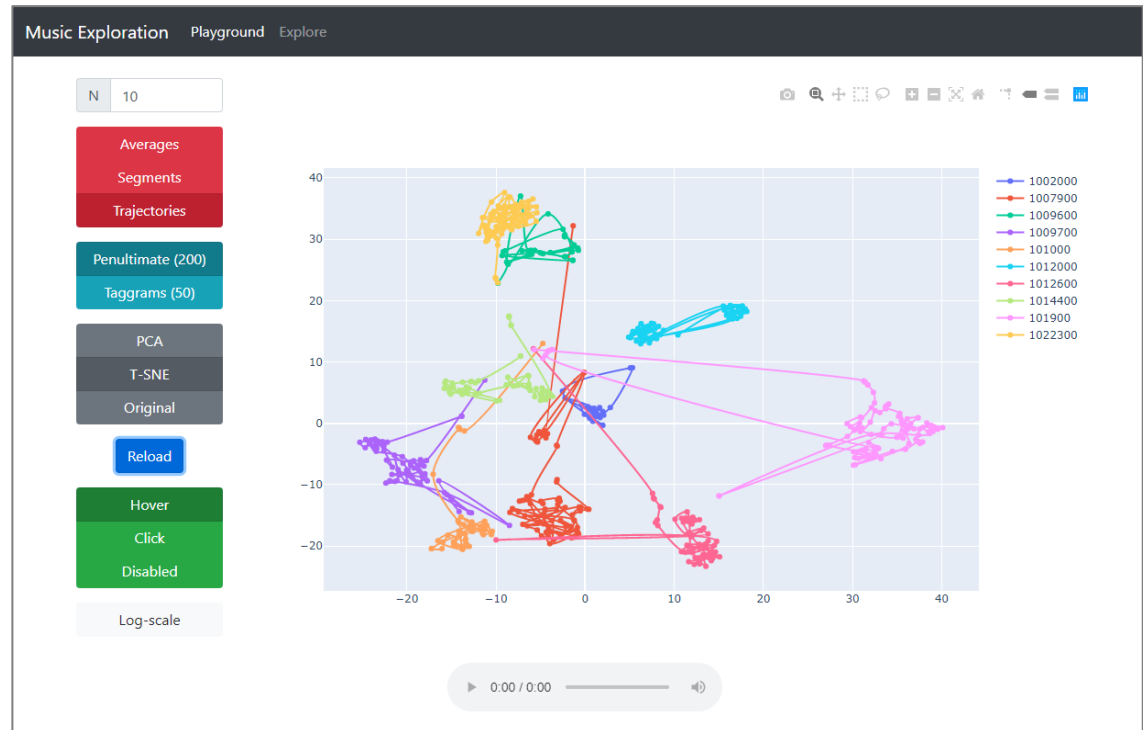 Music Exploration Playground Explore
N 10
Averages
Segments
Trajectories
Penultimate (200)
Taggrams (50)
PCA
T-SNE
Original
Reload
Hover
Click
Disabled
Log-scale
40
30
20
10
0
−10
−20
−20 −10 0 10 20 30 40
1002000
1007900
1009600
1009700
101000
1012000
1012600
1014400
101900
1022300
0:00 / 0:00